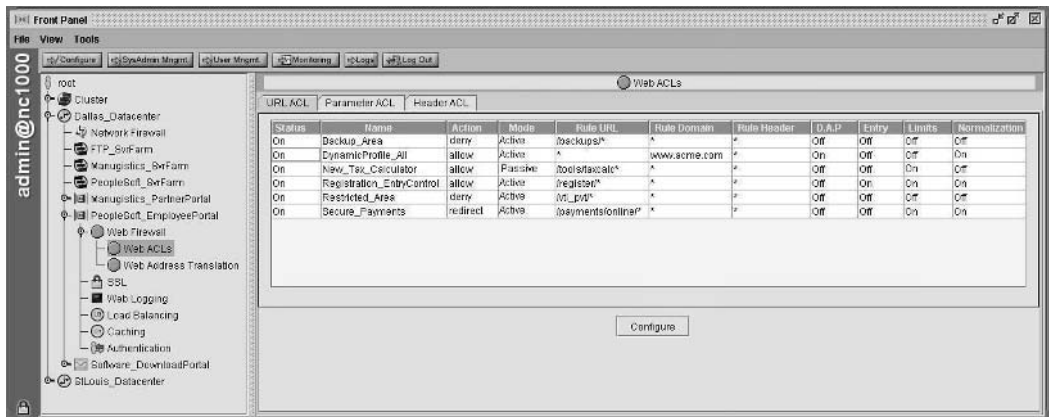 Front Panel
File View Tools
Configure SysAdmin Mngmt. User Mngmt. Monitoring Logs Log Out
admin@nc1000
root
Cluster
Dallas_Datacenter
Network Firewall
FTP_SvrFarm
Manugistics_SvrFarm
PeopleSoft_SvrFarm
Manugistics_PartnerPortal
PeopleSoft_EmployeePortal
Web Firewall
Web ACLs
Web Address Translation
SSL
Web Logging
Load Balancing
Caching
Authentication
Software_DownloadPortal
StLouis_Datacenter
Web ACLs
URL ACL Parameter ACL Header ACL
Status Name Action Mode Rule URL Rule Domain Rule Header D.A.P Entry Limits Normalization
On Backup_Area deny Active /backups/* * * Off Off Off On
On DynamicProfile_All allow Active * www.acme.com * Off Off Off On
On New_Tax_Calculator allow Passive /tools/taxcalc* * * Off Off On Off
On Registration_EntryControl allow Active /register/* * * Off Off On On
On Restricted_Area deny Active /vti_pvt/* * * Off Off Off Off
On Secure_Payments redirect Active /payments/online/* * * Off Off On On
Configure